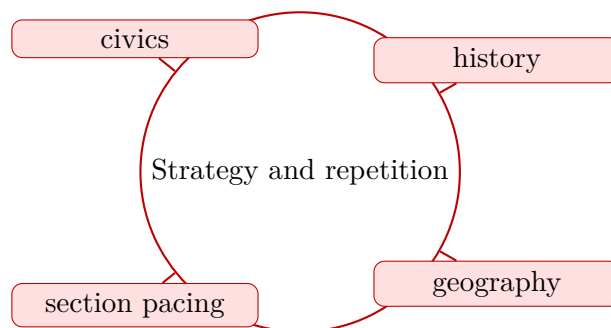 civics
history
Strategy and repetition
section pacing
geography